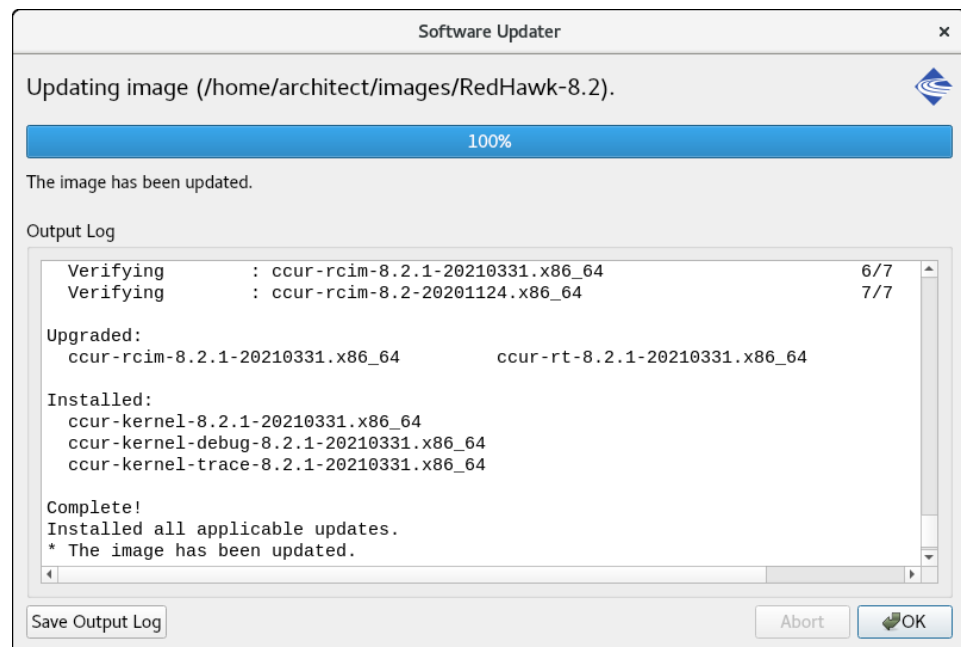 Software Updater ×
Updating image (/home/architect/images/RedHawk-8.2).
100%
The image has been updated.
Output Log
Verifying : ccur-rcim-8.2.1-20210331.x86_64 6/7
Verifying : ccur-rcim-8.2-20201124.x86_64 7/7
Upgraded:
ccur-rcim-8.2.1-20210331.x86_64 ccur-rt-8.2.1-20210331.x86_64
Installed:
ccur-kernel-8.2.1-20210331.x86_64
ccur-kernel-debug-8.2.1-20210331.x86_64
ccur-kernel-trace-8.2.1-20210331.x86_64
Complete!
Installed all applicable updates.
* The image has been updated.
Save Output Log Abort OK